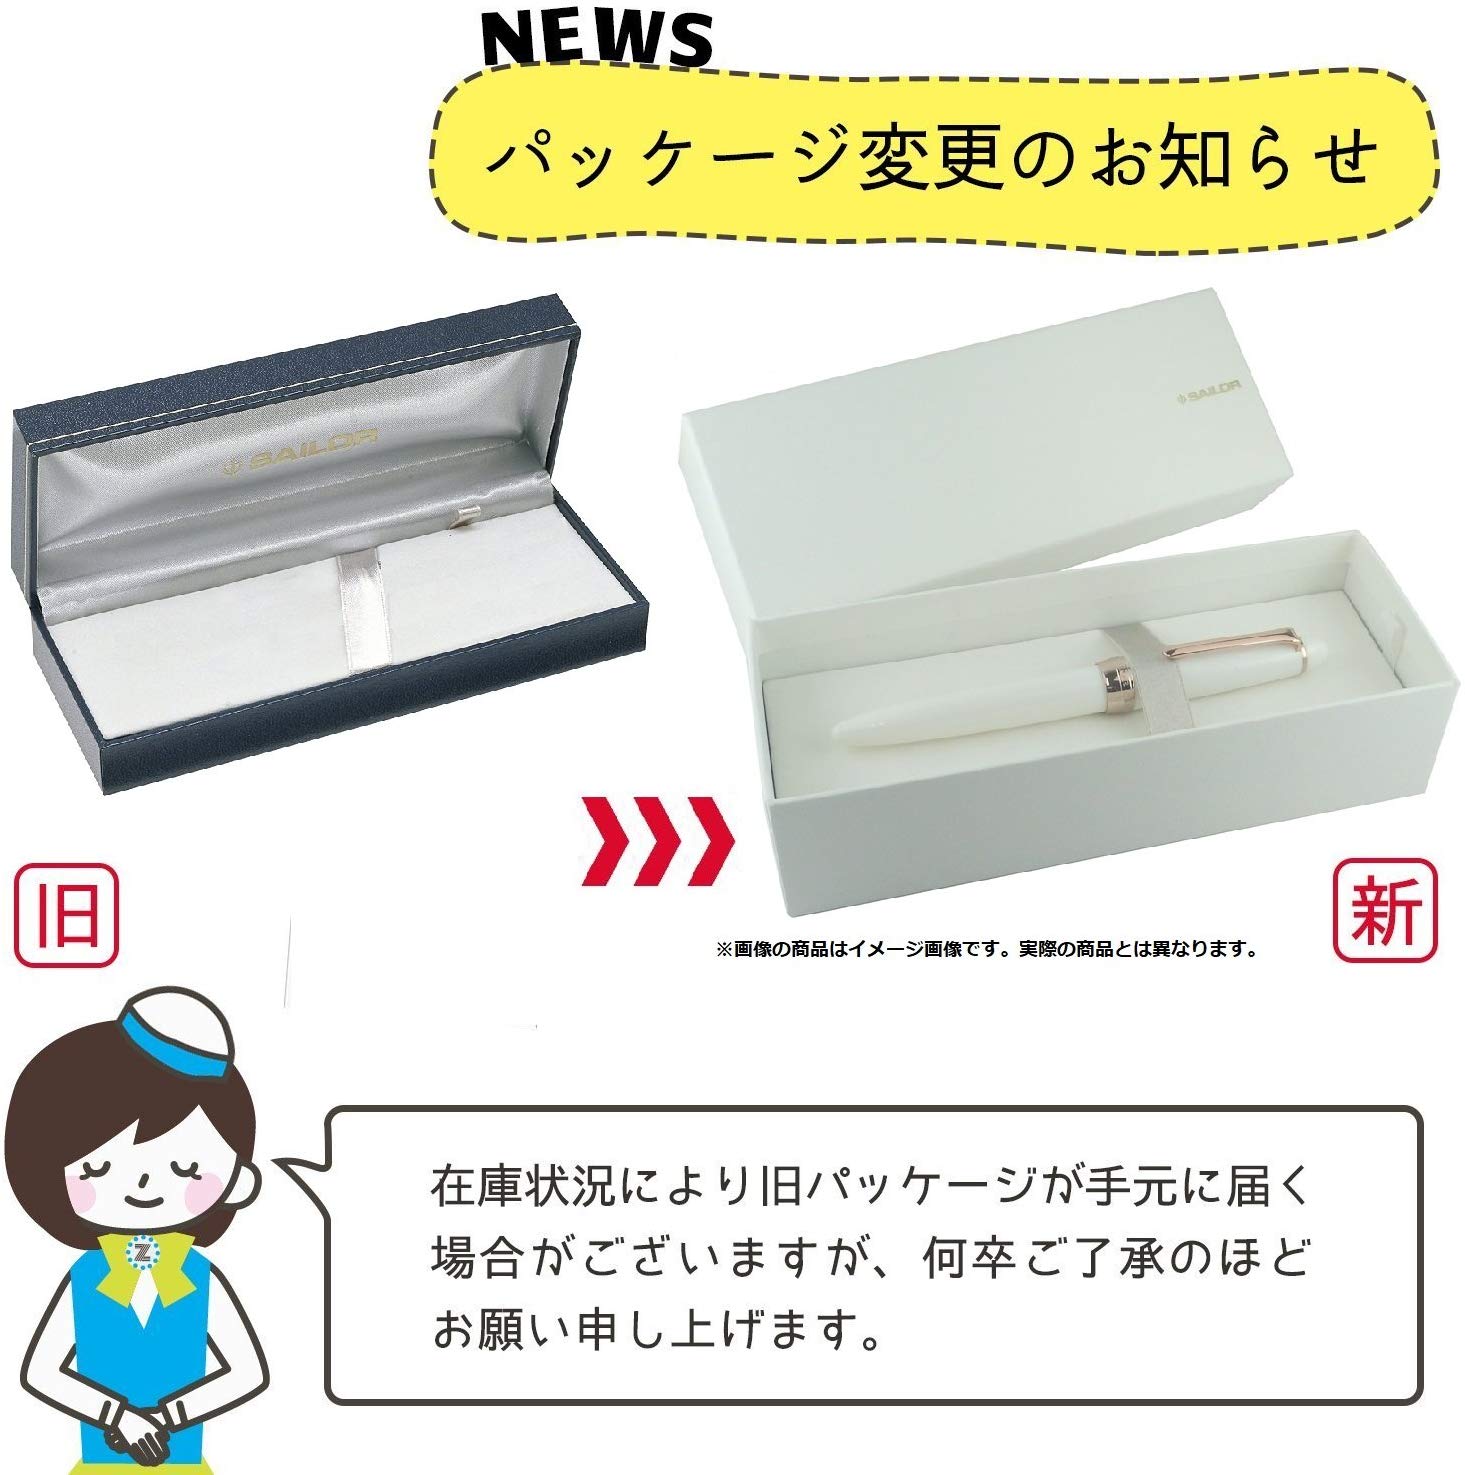 NEWS
パッケージ変更のお知らせ
SAILOR
SAILOR
旧
新
※画像の商品はイメージ画像です。実際の商品とは異なります。
Z
在庫状況により旧パッケージが手元に届く
場合がございますが、何卒ご了承のほど
お願い申し上げます。